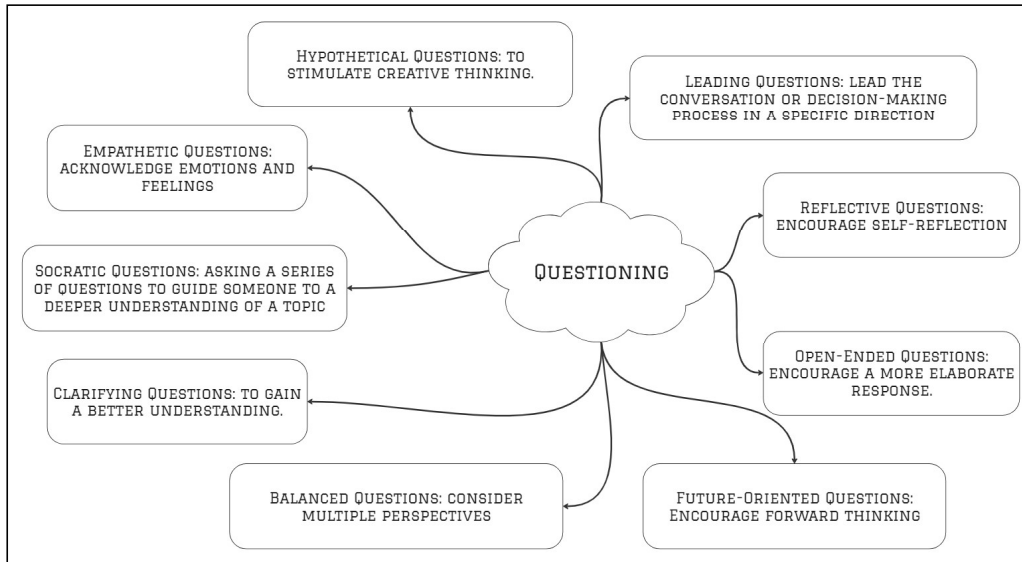 Hypothetical Questions: to
stimulate creative thinking.
Leading Questions: lead the
conversation or decision-making
process in a specific direction
Empathetic Questions:
acknowledge emotions and
feelings
Reflective Questions:
encourage self-reflection
Questioning
Socratic Questions: asking a series
of questions to guide someone to a
deeper understanding of a topic
Open-Ended Questions:
encourage a more elaborate
response.
Clarifying Questions: to gain
a better understanding.
Balanced Questions: consider
multiple perspectives
Future-Oriented Questions:
Encourage forward thinking